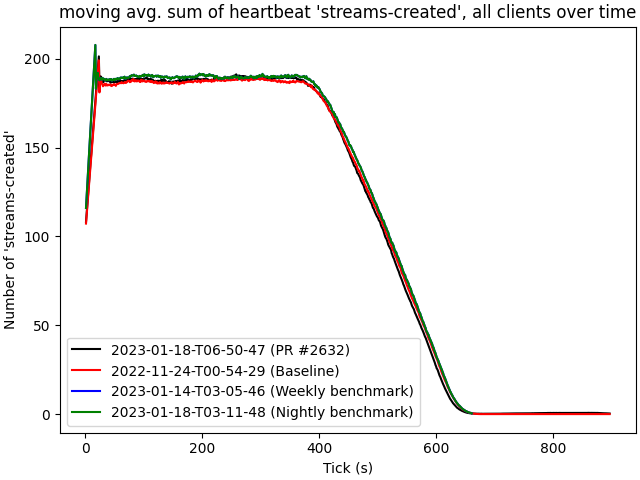 moving avg. sum of heartbeat 'streams-created', all clients over time
Number of 'streams-created'
200
150
100
50
0
2023-01-18-T06-50-47 (PR #2632)
2022-11-24-T00-54-29 (Baseline)
2023-01-14-T03-05-46 (Weekly benchmark)
2023-01-18-T03-11-48 (Nightly benchmark)
0 200 400 600 800
Tick (s)